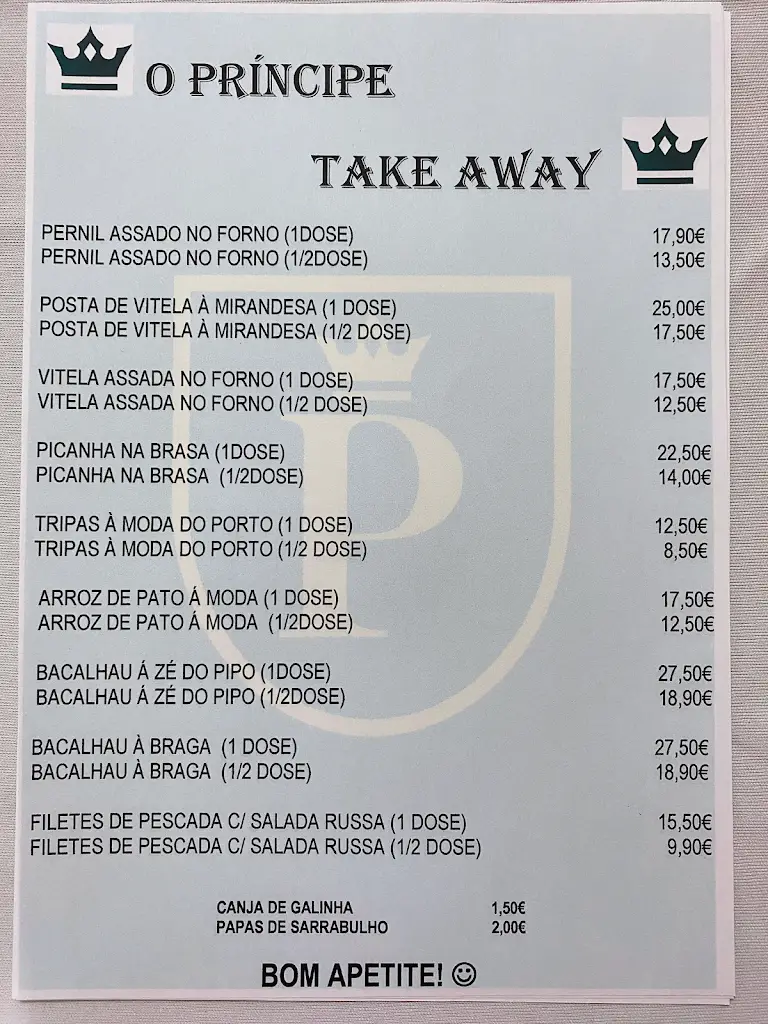 O PRÍNCIPE
TAKE AWAY
PERNIL ASSADO NO FORNO (1DOSE) 17,90€
PERNIL ASSADO NO FORNO (1/2DOSE) 13,50€
POSTA DE VITELA À MIRANDESA (1 DOSE) 25,00€
POSTA DE VITELA À MIRANDESA (1/2 DOSE) 17,50€
VITELA ASSADA NO FORNO (1 DOSE) 17,50€
VITELA ASSADA NO FORNO (1/2 DOSE) 12,50€
PICANHA NA BRASA (1DOSE) 22,50€
PICANHA NA BRASA (1/2DOSE) 14,00€
TRIPAS À MODA DO PORTO (1 DOSE) 12,50€
TRIPAS À MODA DO PORTO (1/2 DOSE) 8,50€
ARROZ DE PATO Á MODA (1 DOSE) 17,50€
ARROZ DE PATO Á MODA (1/2DOSE) 12,50€
BACALHAU Á ZÉ DO PIPO (1DOSE) 27,50€
BACALHAU Á ZÉ DO PIPO (1/2DOSE) 18,90€
BACALHAU À BRAGA (1 DOSE) 27,50€
BACALHAU À BRAGA (1/2 DOSE) 18,90€
FILETES DE PESCADA C/ SALADA RUSSA (1 DOSE) 15,50€
FILETES DE PESCADA C/ SALADA RUSSA (1/2 DOSE) 9,90€
CANJA DE GALINHA 1,50€
PAPAS DE SARRABULHO 2,00€
BOM APETITE! ☺
P